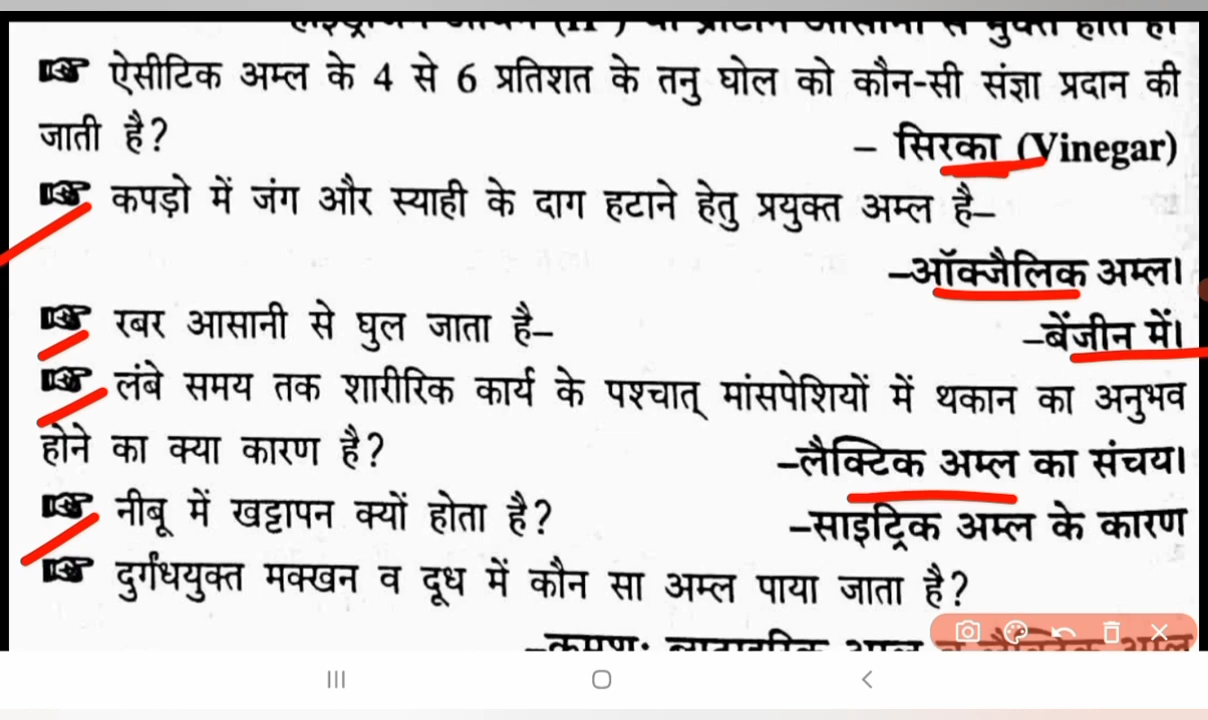 ☞ ऐसीटिक अम्ल के 4 से 6 प्रतिशत के तनु घोल को कौन-सी संज्ञा प्रदान की
जाती है? – सिरका (Vinegar)
☞ कपड़ो में जंग और स्याही के दाग हटाने हेतु प्रयुक्त अम्ल है–
–ऑक्जैलिक अम्ल।
☞ रबर आसानी से घुल जाता है– –बेंजीन में।
☞ लंबे समय तक शारीरिक कार्य के पश्चात् मांसपेशियों में थकान का अनुभव
होने का क्या कारण है? –लैक्टिक अम्ल का संचय।
☞ नीबू में खट्टापन क्यों होता है? –साइट्रिक अम्ल के कारण
☞ दुर्गंधयुक्त मक्खन व दूध में कौन सा अम्ल पाया जाता है?